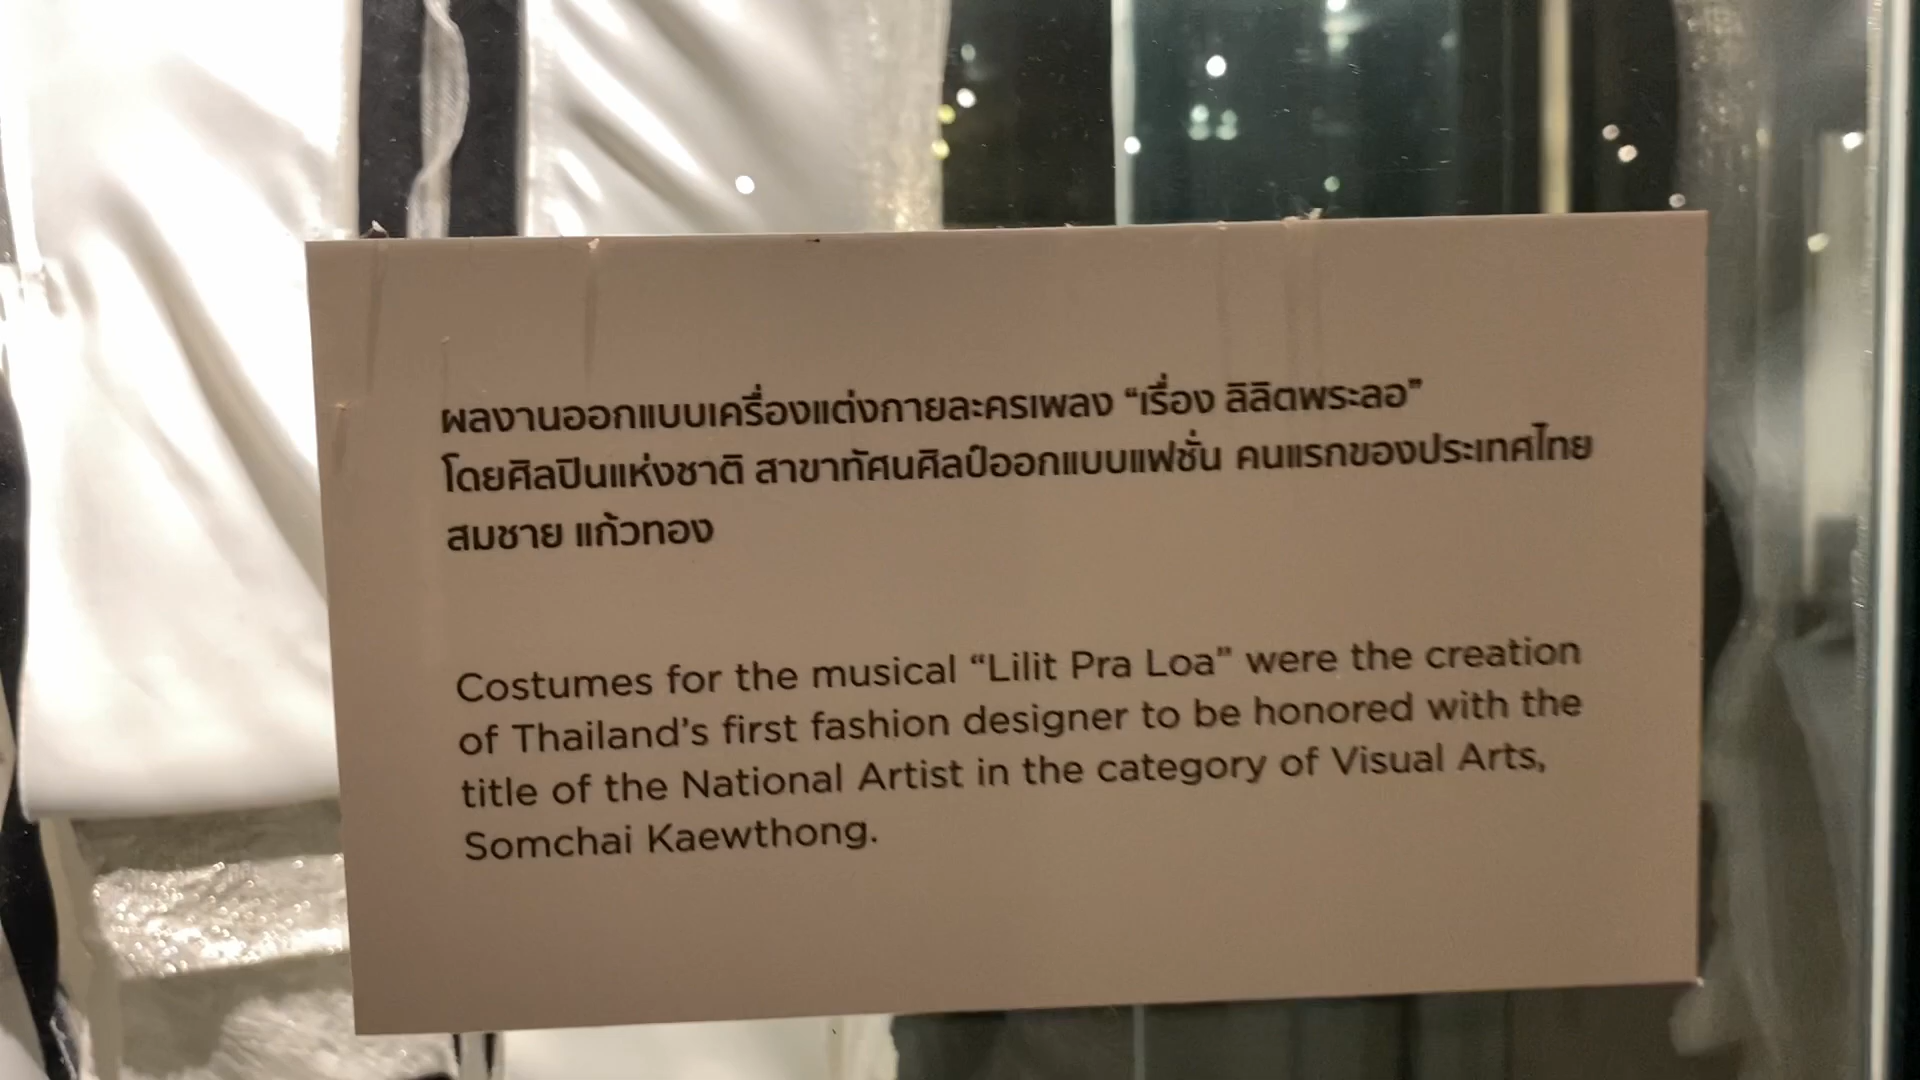 ผลงานออกแบบเครื่องแต่งกายละครเพลง “เรื่อง ลิลิตพระลอ”
โดยศิลปินแห่งชาติ สาขาทัศนศิลป์ออกแบบแฟชั่น คนแรกของประเทศไทย
สมชาย แก้วทอง
Costumes for the musical “Lilit Pra Loa” were the creation
of Thailand’s first fashion designer to be honored with the
title of the National Artist in the category of Visual Arts,
Somchai Kaewthong.